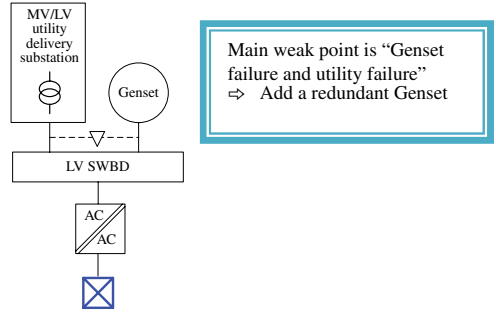 MV/LV
utility
delivery
substation
Genset
LV SWBD
AC
AC
Main weak point is “Genset
failure and utility failure”
⇨ Add a redundant Genset